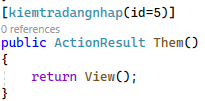 [kiemtradangnhap(id=5)]
0 references
public ActionResult Them()
{
return View();
}